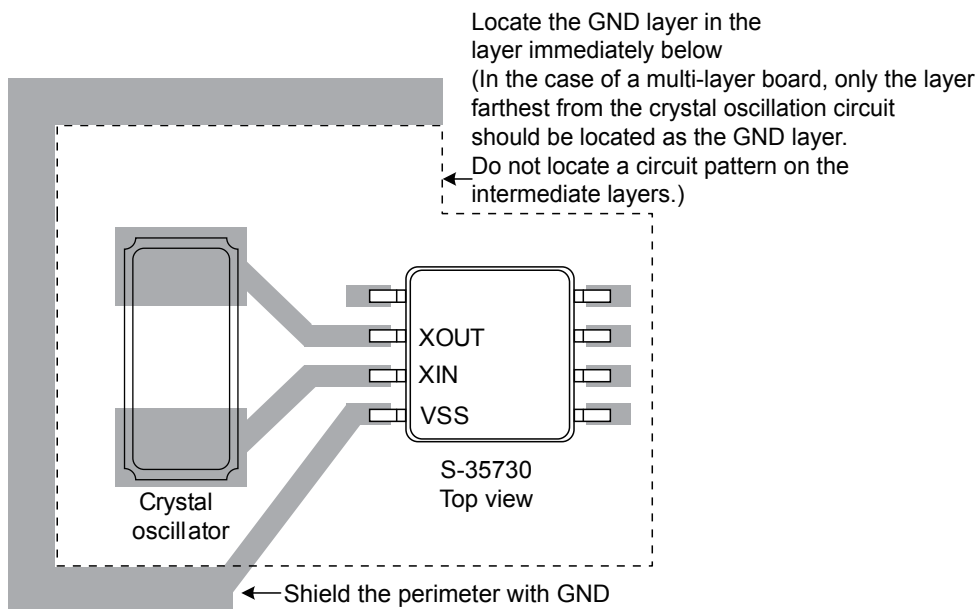 Locate the GND layer in the
layer immediately below
(In the case of a multi-layer board, only the layer
farthest from the crystal oscillation circuit
should be located as the GND layer.
Do not locate a circuit pattern on the
intermediate layers.)
XOUT
XIN
VSS
S-35730
Top view
Crystal
oscillator
Shield the perimeter with GND